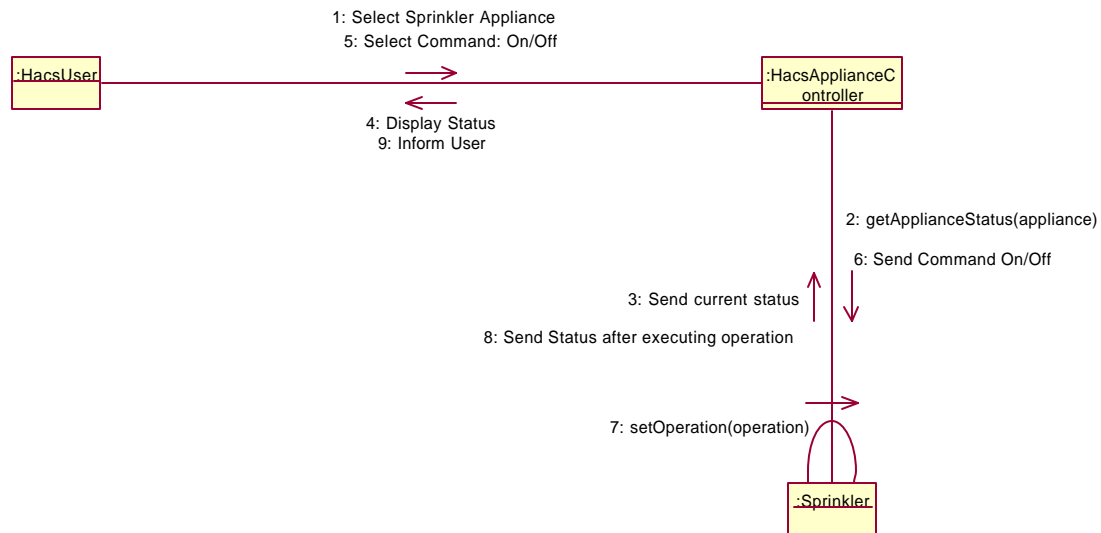 1: Select Sprinkler Appliance
5: Select Command: On/Off
:HacsUser
:HacsApplianceC
ontroller
4: Display Status
9: Inform User
2: getApplianceStatus(appliance)
6: Send Command On/Off
3: Send current status
8: Send Status after executing operation
7: setOperation(operation)
:Sprinkler